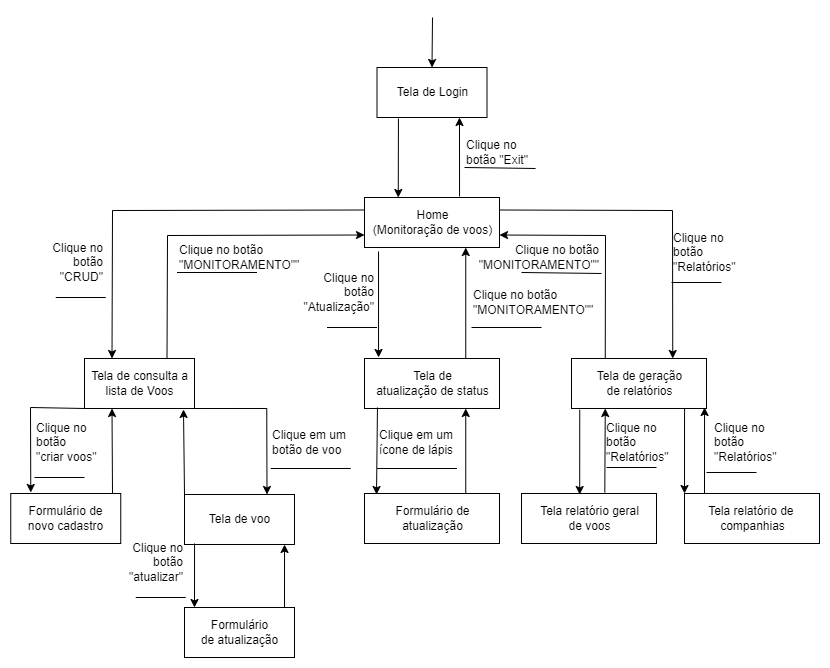 Tela de Login
Clique no
botão "Exit"
Home
(Monitoração de voos)
Clique no
botão
"CRUD"
Clique no botão
"MONITORAMENTO""
Clique no
botão
"Atualização"
Clique no botão
"MONITORAMENTO""
Clique no botão
"MONITORAMENTO""
Clique no
botão
"Relatórios"
Tela de consulta a
lista de Voos
Tela de
atualização de status
Tela de geração
de relatórios
Clique no
botão
"criar voos"
Clique em um
botão de voo
Clique em um
ícone de lápis
Clique no
botão
"Relatórios"
Clique no
botão
"Relatórios"
Formulário de
novo cadastro
Tela de voo
Formulário de
atualização
Tela relatório geral
de voos
Tela relatório de
companhias
Clique no
botão
"atualizar"
Formulário
de atualização